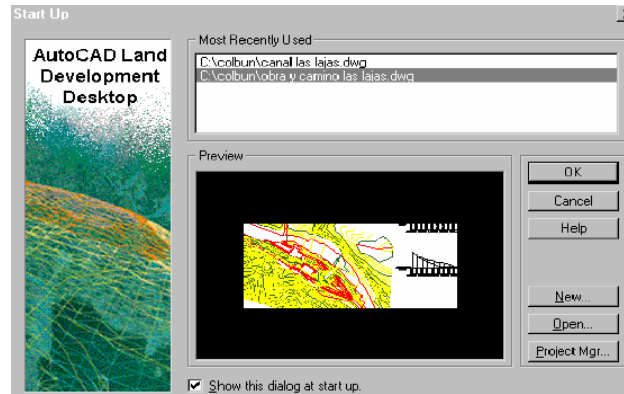 Start Up
AutoCAD Land
Development
Desktop
Most Recently Used
C:\colbun\canal las lajas.dwg
C:\colbun\obra y camino las lajas.dwg
Preview
OK
Cancel
Help
New...
Open...
Project Mgr...
Show this dialog at start up.